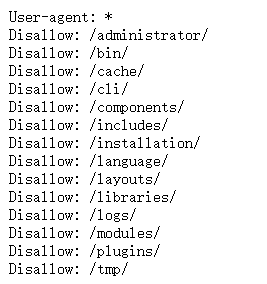 User-agent: *
Disallow: /administrator/
Disallow: /bin/
Disallow: /cache/
Disallow: /cli/
Disallow: /components/
Disallow: /includes/
Disallow: /installation/
Disallow: /language/
Disallow: /layouts/
Disallow: /libraries/
Disallow: /logs/
Disallow: /modules/
Disallow: /plugins/
Disallow: /tmp/